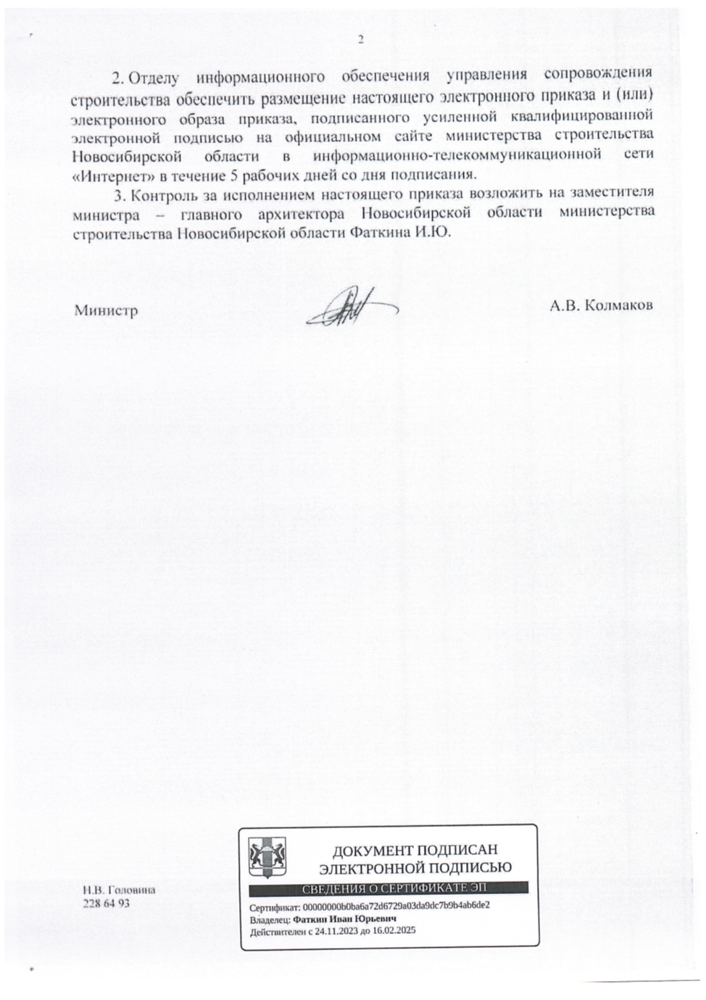 2
2. Отделу информационного обеспечения управления сопровождения
строительства обеспечить размещение настоящего электронного приказа и (или)
электронного образа приказа, подписанного усиленной квалифицированной
электронной подписью на официальном сайте министерства строительства
Новосибирской области в информационно-телекоммуникационной сети
«Интернет» в течение 5 рабочих дней со дня подписания.
3. Контроль за исполнением настоящего приказа возложить на заместителя
министра – главного архитектора Новосибирской области министерства
строительства Новосибирской области Фаткина И.Ю.
Министр А.В. Колмаков
ДОКУМЕНТ ПОДПИСАН
ЭЛЕКТРОННОЙ ПОДПИСЬЮ
СВЕДЕНИЯ О СЕРТИФИКАТЕ ЭП
Сертификат: 00000000b0ba6a72d6729a03da9dc7b9b4ab6de2
Владелец: Фаткин Иван Юрьевич
Действителен с 24.11.2023 до 16.02.2025
Н.В. Головина
228 64 93